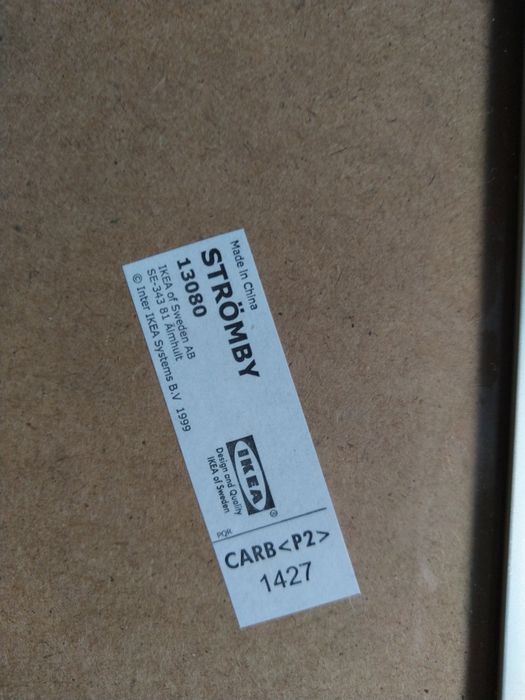 Made in China
STRÖMBY
13080
IKEA of Sweden AB
SE-343 81 Älmhult
© Inter IKEA Systems B.V 1999
IKEA ®
Design and Quality
IKEA of Sweden
PQR
CARB<P2>
1427